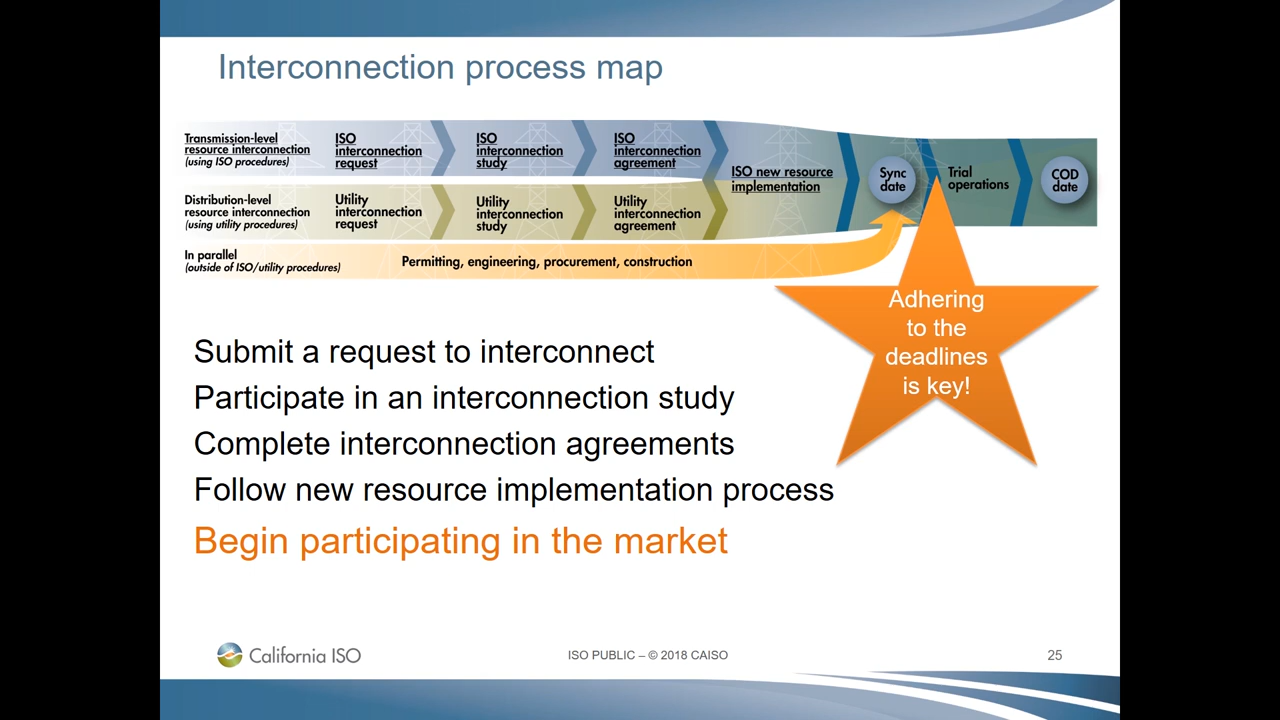 Interconnection process map
Transmission-level
resource interconnection
(using ISO procedures)
ISO
interconnection
request
ISO
interconnection
study
ISO
interconnection
agreement
Distribution-level
resource interconnection
(using utility procedures)
Utility
interconnection
request
Utility
interconnection
study
Utility
interconnection
agreement
ISO new resource
implementation
Sync
date
Trial
operations
COD
date
In parallel
(outside of ISO/utility procedures)
Permitting, engineering, procurement, construction
Adhering
to the
deadlines
is key!
Submit a request to interconnect
Participate in an interconnection study
Complete interconnection agreements
Follow new resource implementation process
Begin participating in the market
California ISO
ISO PUBLIC – © 2018 CAISO
25